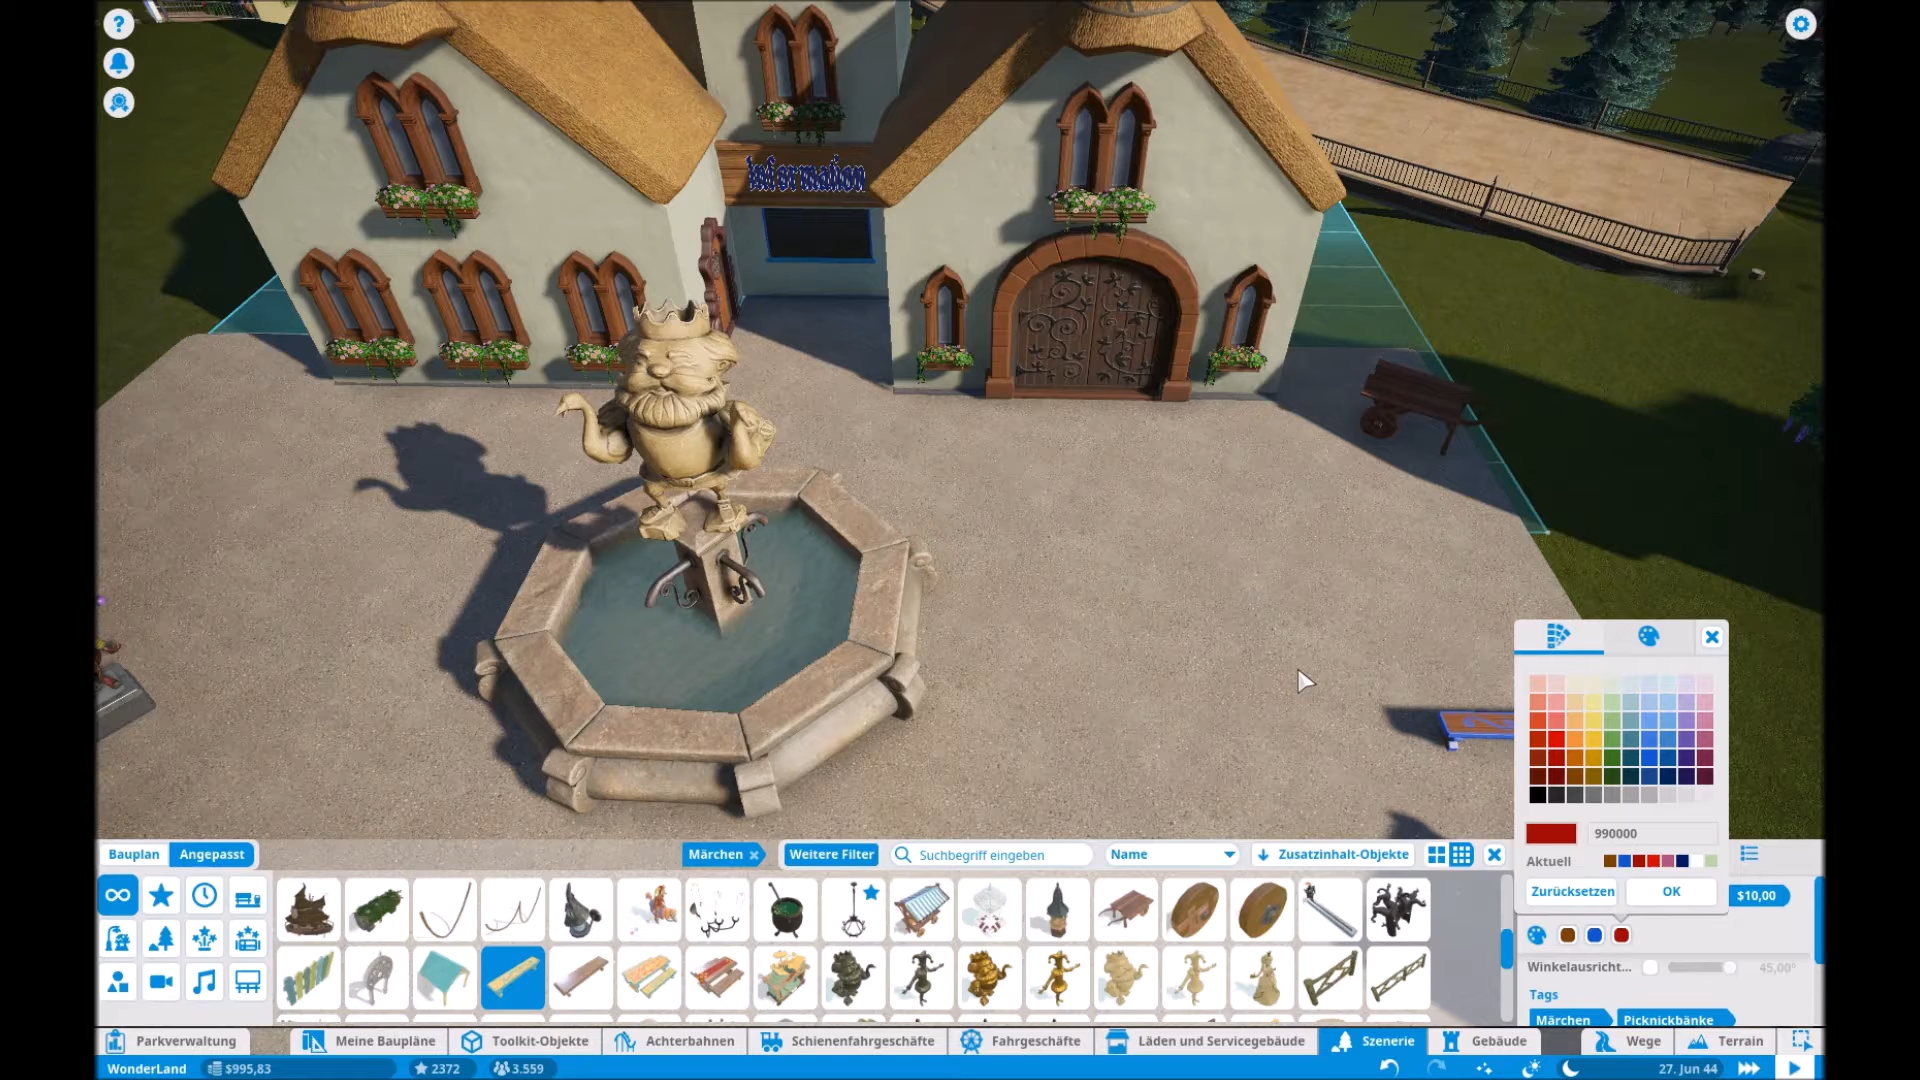 Information
990000
Aktuell
Zurücksetzen
OK
Bauplan
Angepasst
Märchen
Weitere Filter
Suchbegriff eingeben
Name
Zusatzinhalt-Objekte
$10,00
Winkelausricht...
45,00°
Tags
Märchen
Picknickbänke
Parkverwaltung
Meine Baupläne
Toolkit-Objekte
Achterbahnen
Schienenfahrgeschäfte
Fahrgeschäfte
Läden und Servicegebäude
Szenerie
Gebäude
Wege
Terrain
WonderLand
$995,83
2372
3.559
27. Jun 44